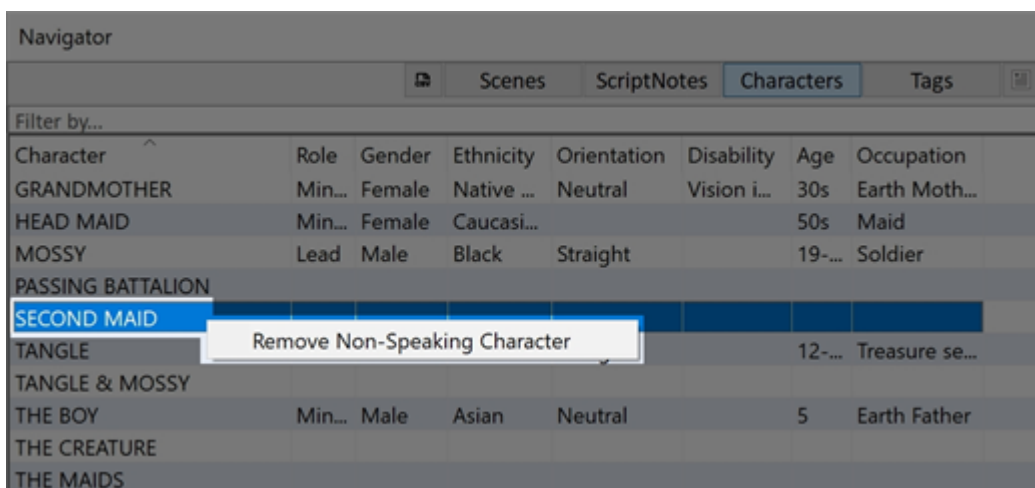 Navigator
Scenes ScriptNotes Characters Tags
Filter by...
Character Role Gender Ethnicity Orientation Disability Age Occupation
GRANDMOTHER Min... Female Native ... Neutral Vision i... 30s Earth Moth...
HEAD MAID Min... Female Caucasi... 50s Maid
MOSSY Lead Male Black Straight 19-... Soldier
PASSING BATTALION
SECOND MAID
Remove Non-Speaking Character
TANGLE 12-... Treasure se...
TANGLE & MOSSY
THE BOY Min... Male Asian Neutral 5 Earth Father
THE CREATURE
THE MAIDS